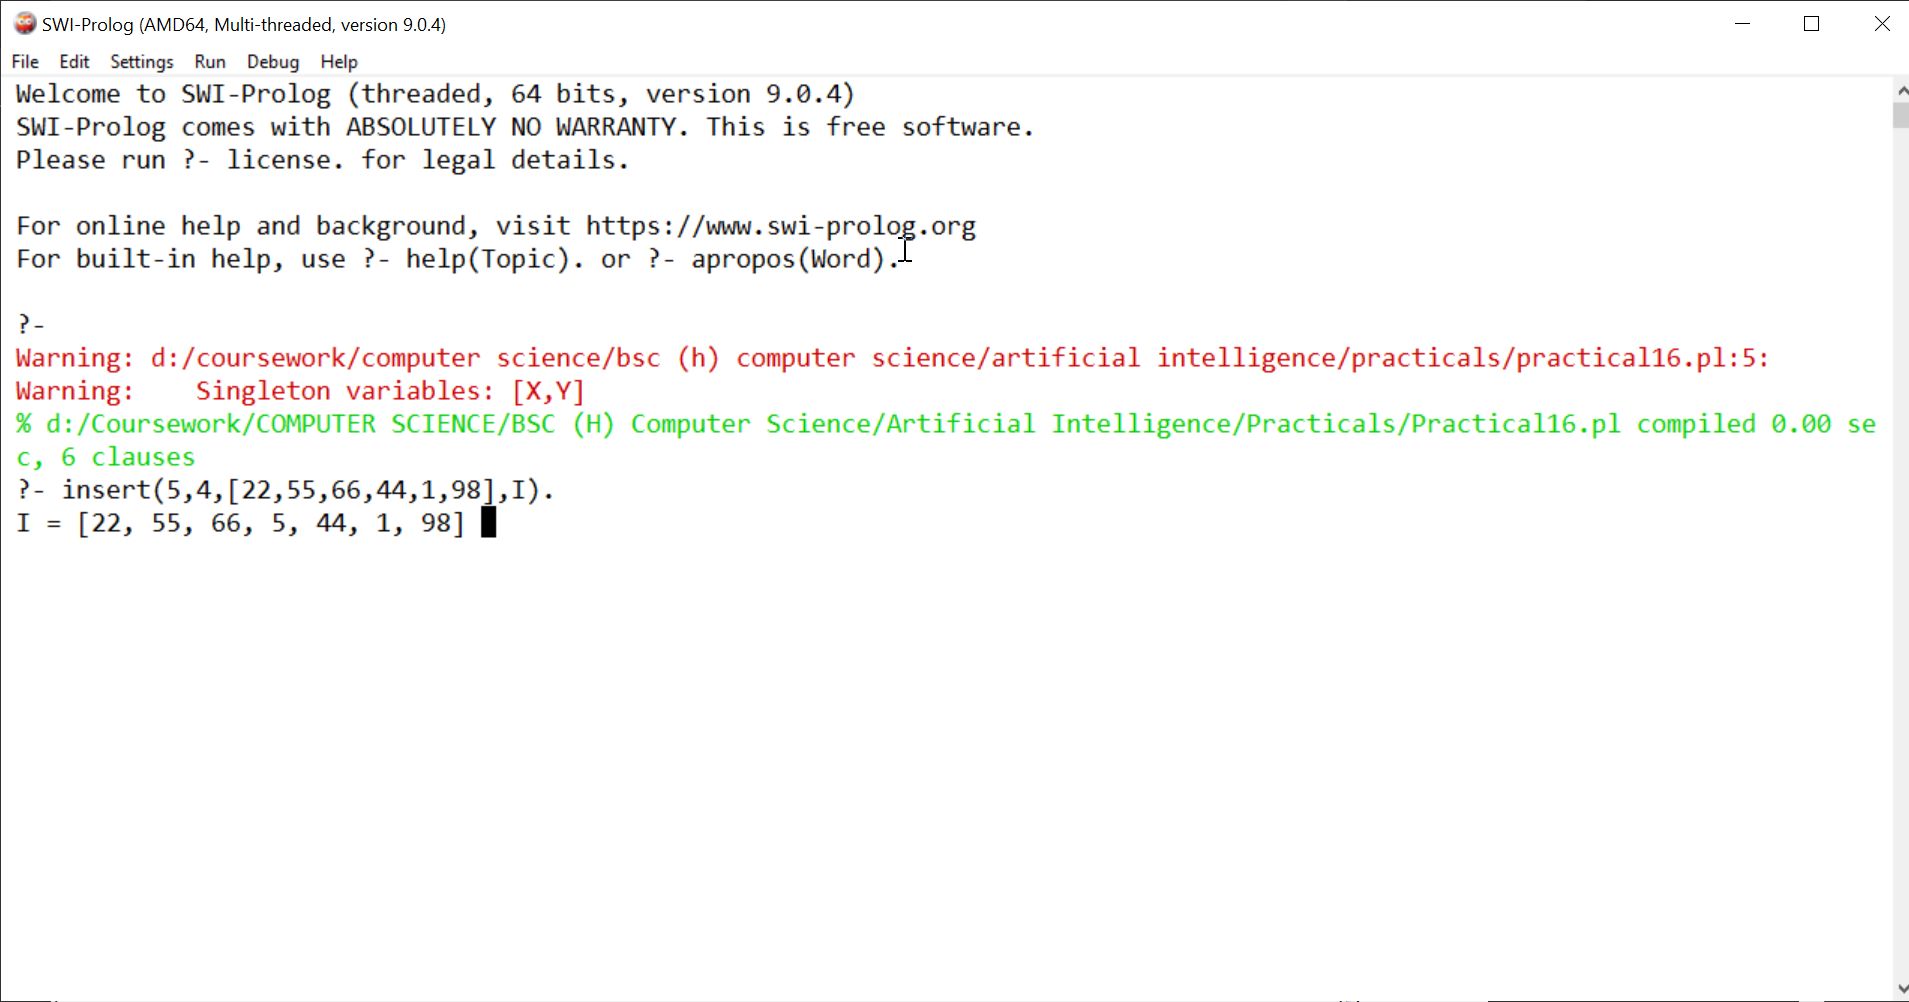 SWI-Prolog (AMD64, Multi-threaded, version 9.0.4)
File Edit Settings Run Debug Help
Welcome to SWI-Prolog (threaded, 64 bits, version 9.0.4)
SWI-Prolog comes with ABSOLUTELY NO WARRANTY. This is free software.
Please run ?- license. for legal details.
For online help and background, visit https://www.swi-prolog.org
For built-in help, use ?- help(Topic). or ?- apropos(Word).
?-
Warning: d:/coursework/computer science/bsc (h) computer science/artificial intelligence/practicals/practical16.pl:5:
Warning:    Singleton variables: [X,Y]
% d:/Coursework/COMPUTER SCIENCE/BSC (H) Computer Science/Artificial Intelligence/Practicals/Practical16.pl compiled 0.00 se
c, 6 clauses
?- insert(5,4,[22,55,66,44,1,98],I).
I = [22, 55, 66, 5, 44, 1, 98]